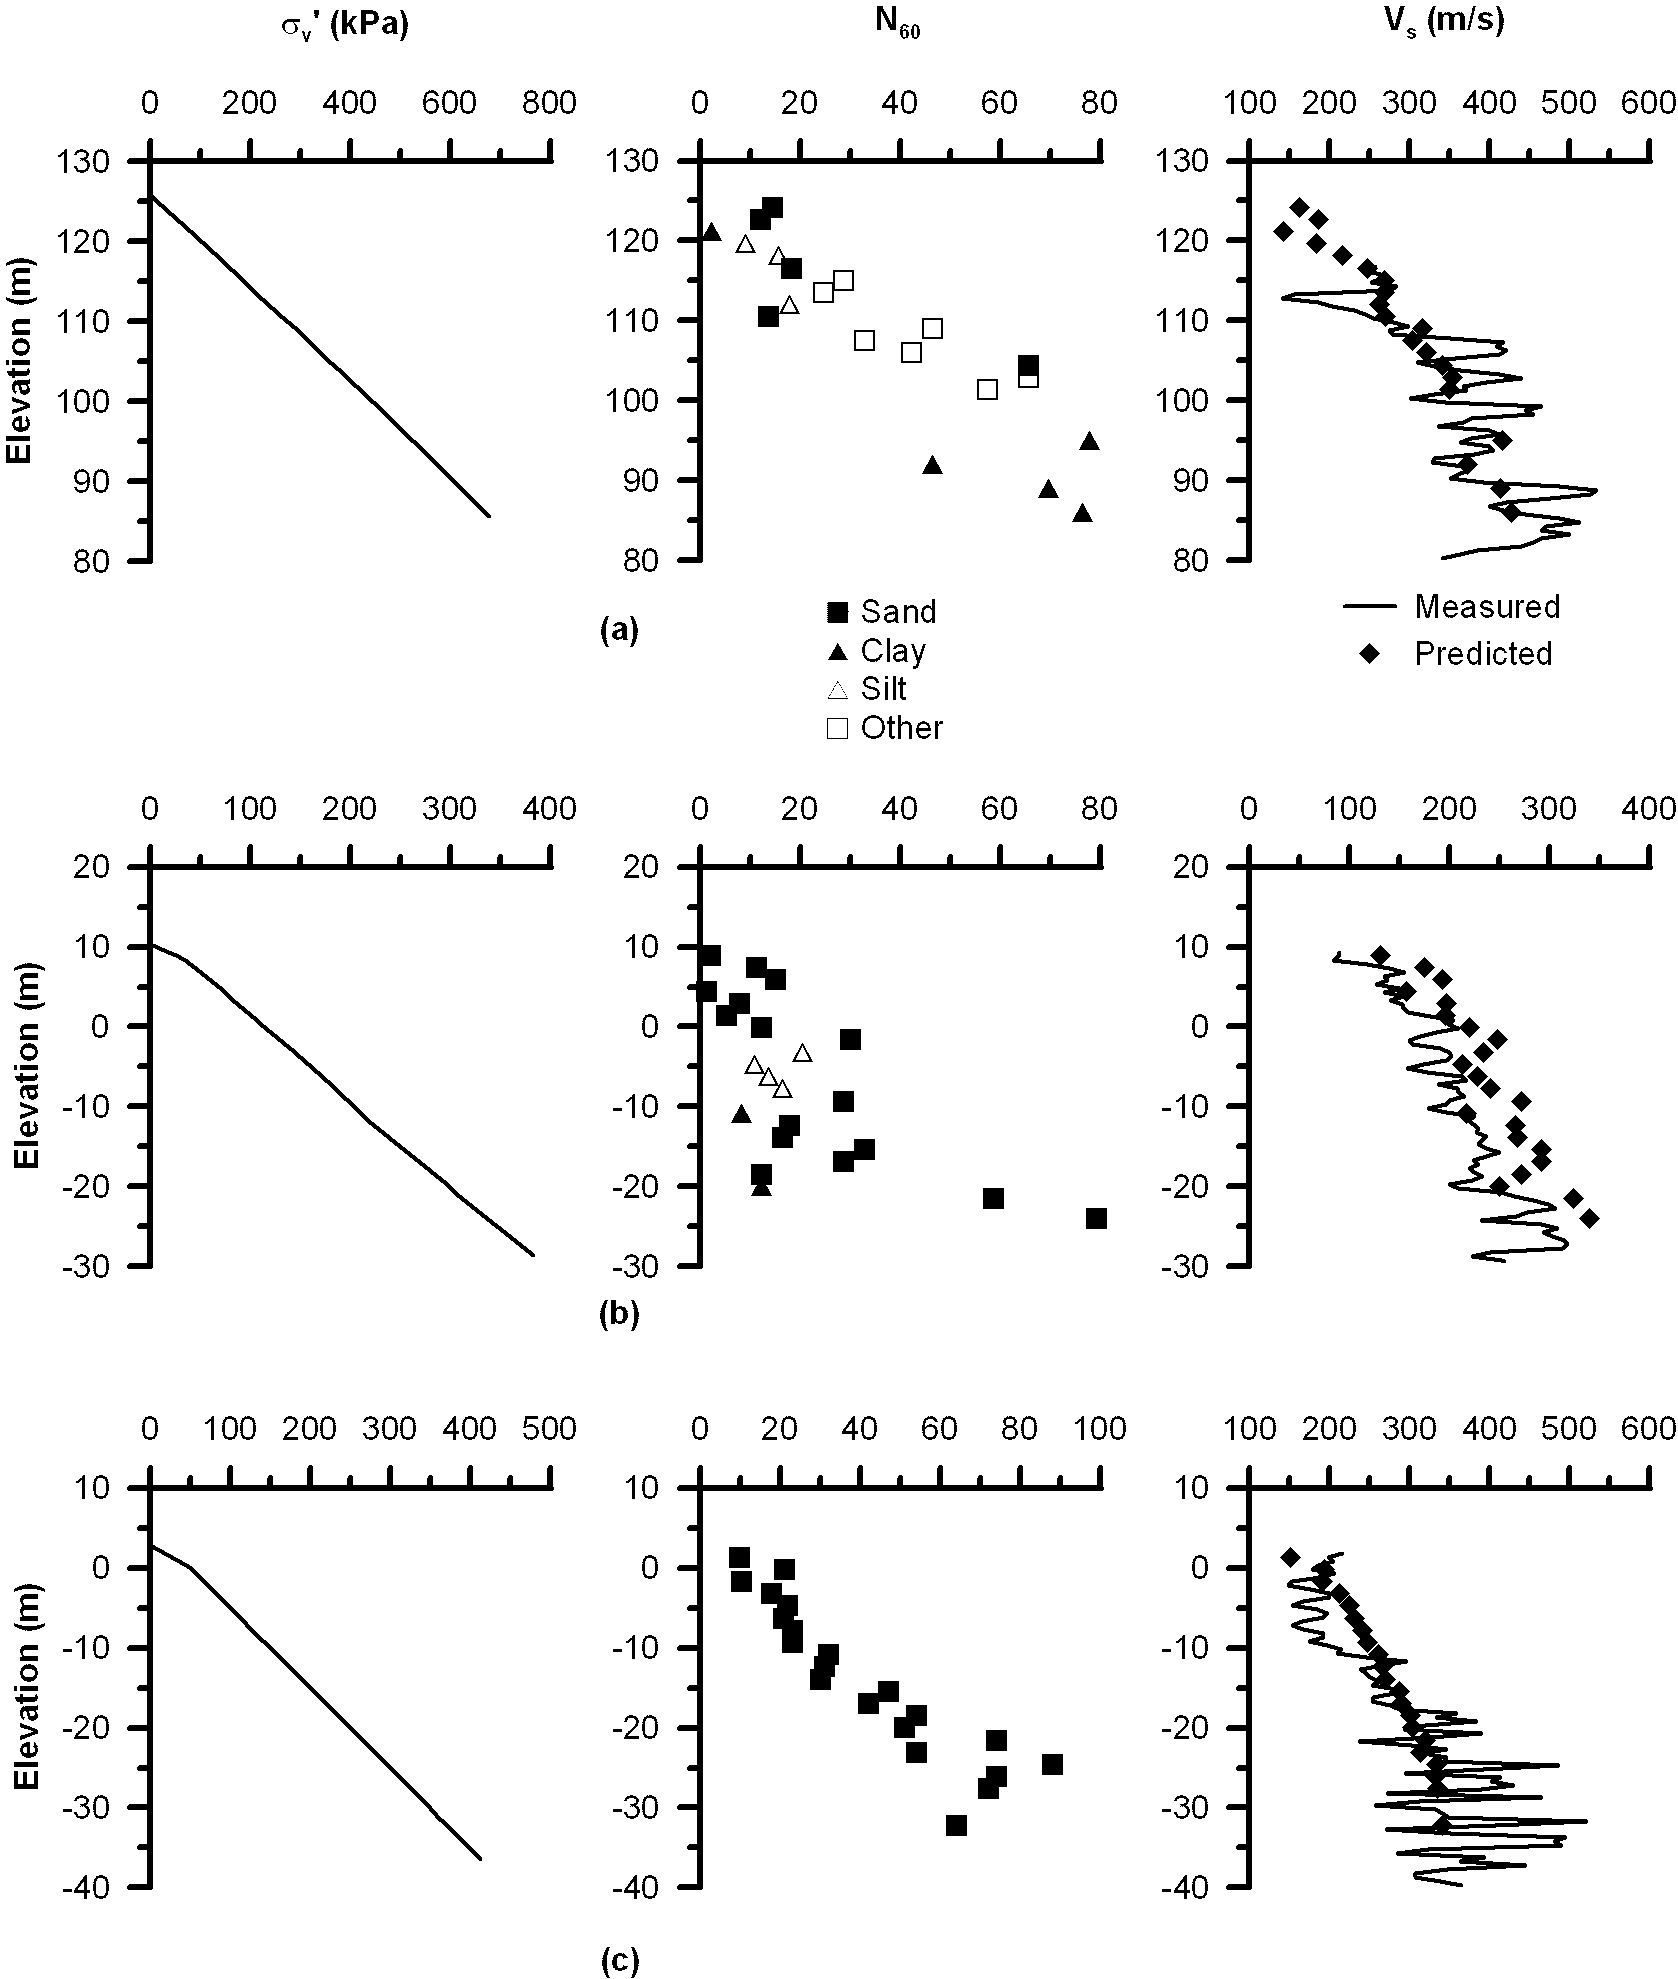 σv' (kPa) N60 Vs (m/s)
0 200 400 600 800 0 20 40 60 80 100 200 300 400 500 600
130 130 130
120 120 120
110 110 110
100 100 100
90 90 90
80 80 80
Elevation (m)
Sand
Clay
Silt
Other
Measured
Predicted
(a)
0 100 200 300 400 0 20 40 60 80 0 100 200 300 400
20 20 20
10 10 10
0 0 0
-10 -10 -10
-20 -20 -20
-30 -30 -30
Elevation (m)
(b)
0 100 200 300 400 500 0 20 40 60 80 100 100 200 300 400 500 600
10 10 10
0 0 0
-10 -10 -10
-20 -20 -20
-30 -30 -30
-40 -40 -40
Elevation (m)
(c)